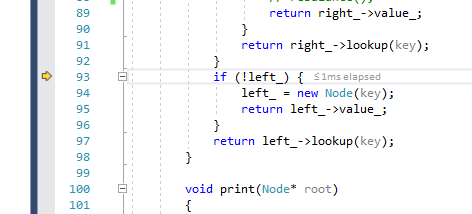 89 return right_->value_;
90 }
91 return right_->lookup(key);
92 }
93 if (!left_) { ≤1ms elapsed
94 left_ = new Node(key);
95 return left_->value_;
96 }
97 return left_->lookup(key);
98 }
99
100 void print(Node* root)
101 {